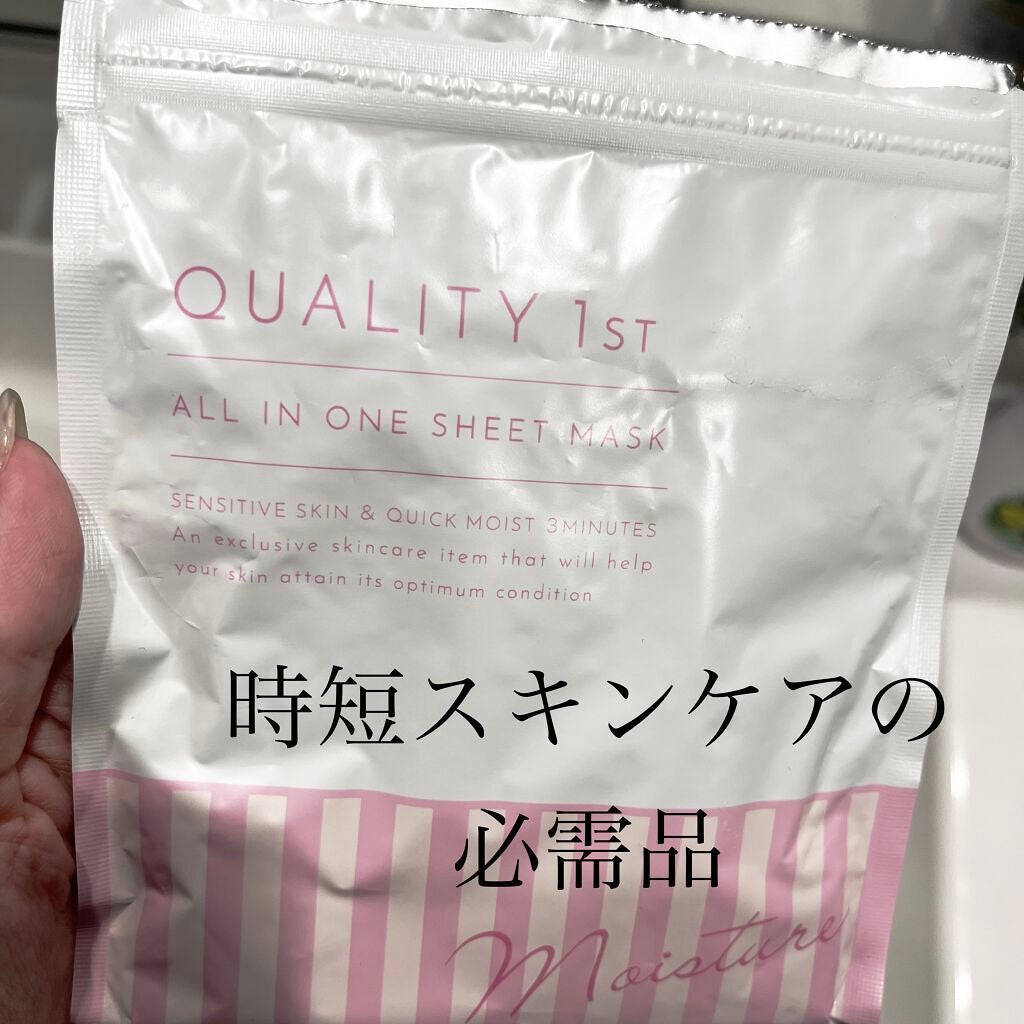 QUALITY 1ST
ALL IN ONE SHEET MASK
SENSITIVE SKIN & QUICK MOIST 3MINUTES
An exclusive skincare item that will help
your skin attain its optimum condition
時短スキンケアの
必需品
Moisture